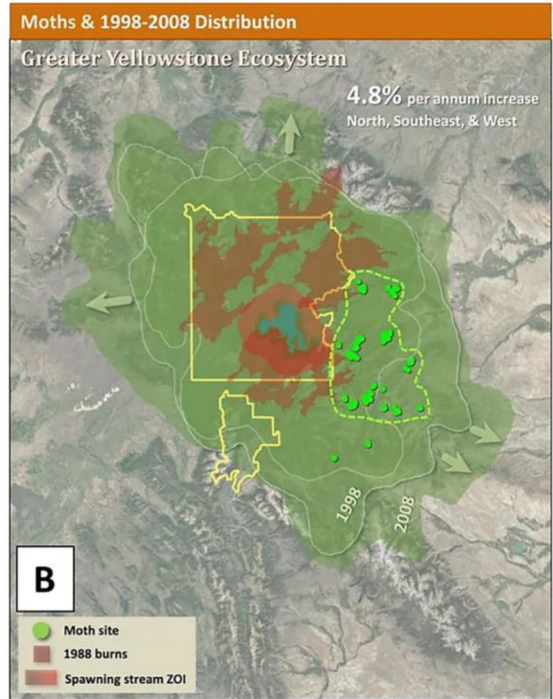 Moths & 1998-2008 Distribution
Greater Yellowstone Ecosystem
4.8% per annum increase
North, Southeast, & West
1998
2008
B
Moth site
1988 burns
Spawning stream ZOI